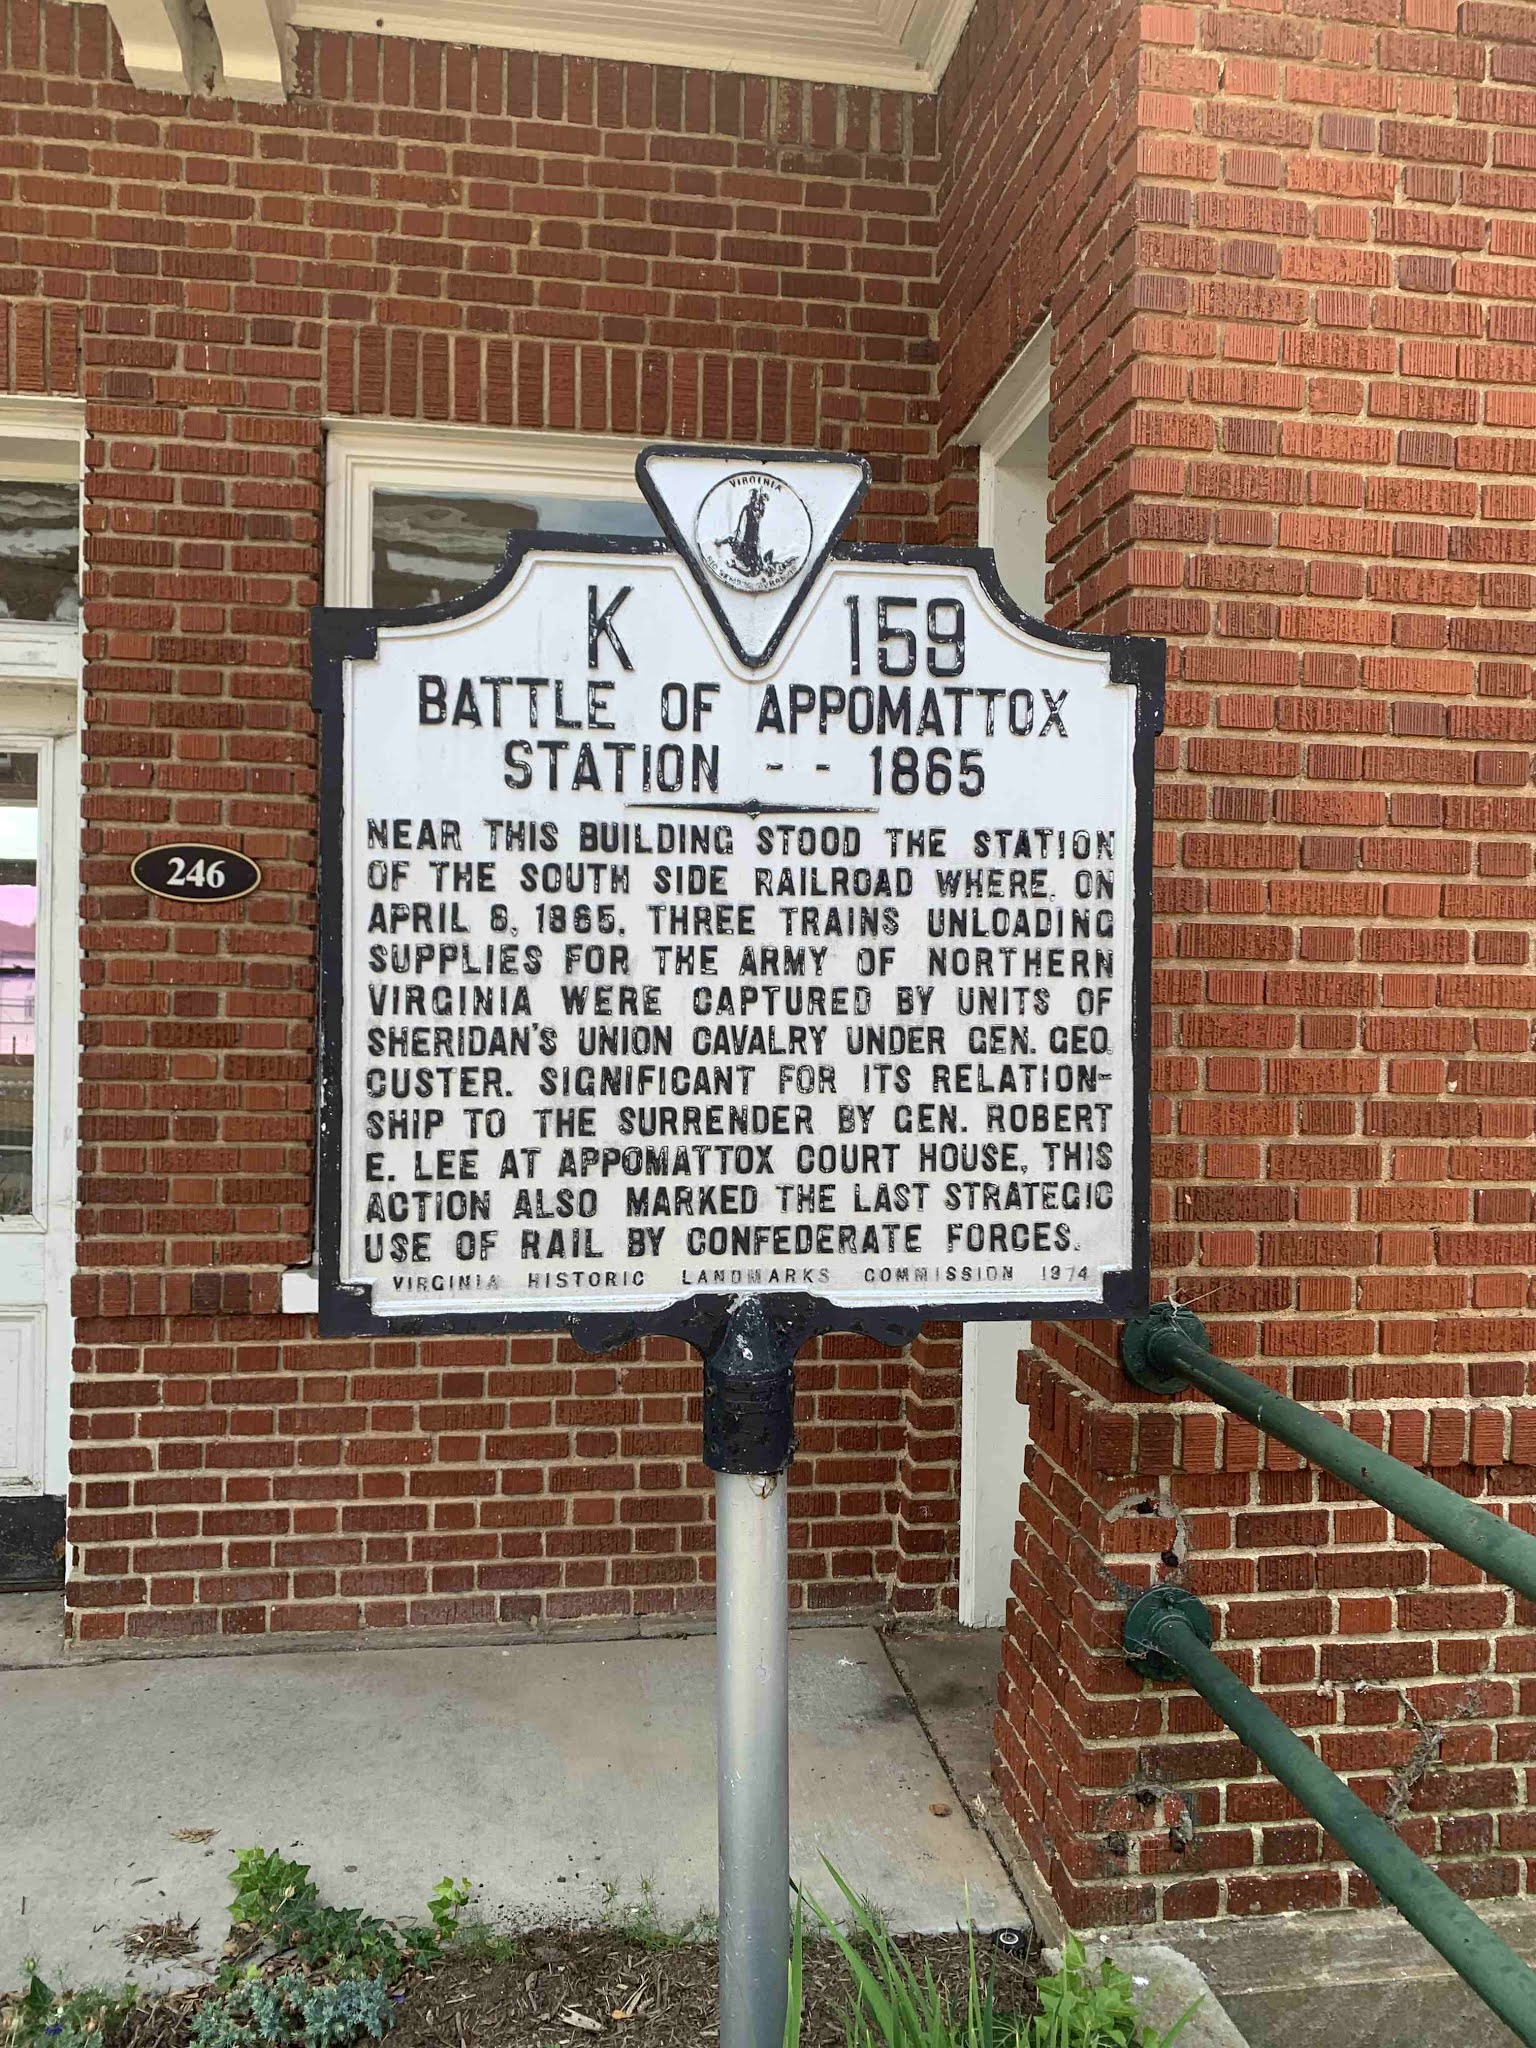 VIRGINIA
SIC SEMPER TYRANNIS
K 159
BATTLE OF APPOMATTOX
STATION -- 1865
NEAR THIS BUILDING STOOD THE STATION
OF THE SOUTH SIDE RAILROAD WHERE, ON
APRIL 8, 1865, THREE TRAINS UNLOADING
SUPPLIES FOR THE ARMY OF NORTHERN
VIRGINIA WERE CAPTURED BY UNITS OF
SHERIDAN'S UNION CAVALRY UNDER GEN. GEO.
CUSTER. SIGNIFICANT FOR ITS RELATION-
SHIP TO THE SURRENDER BY GEN. ROBERT
E. LEE AT APPOMATTOX COURT HOUSE, THIS
ACTION ALSO MARKED THE LAST STRATEGIC
USE OF RAIL BY CONFEDERATE FORCES.
VIRGINIA HISTORIC LANDMARKS COMMISSION 1974
246